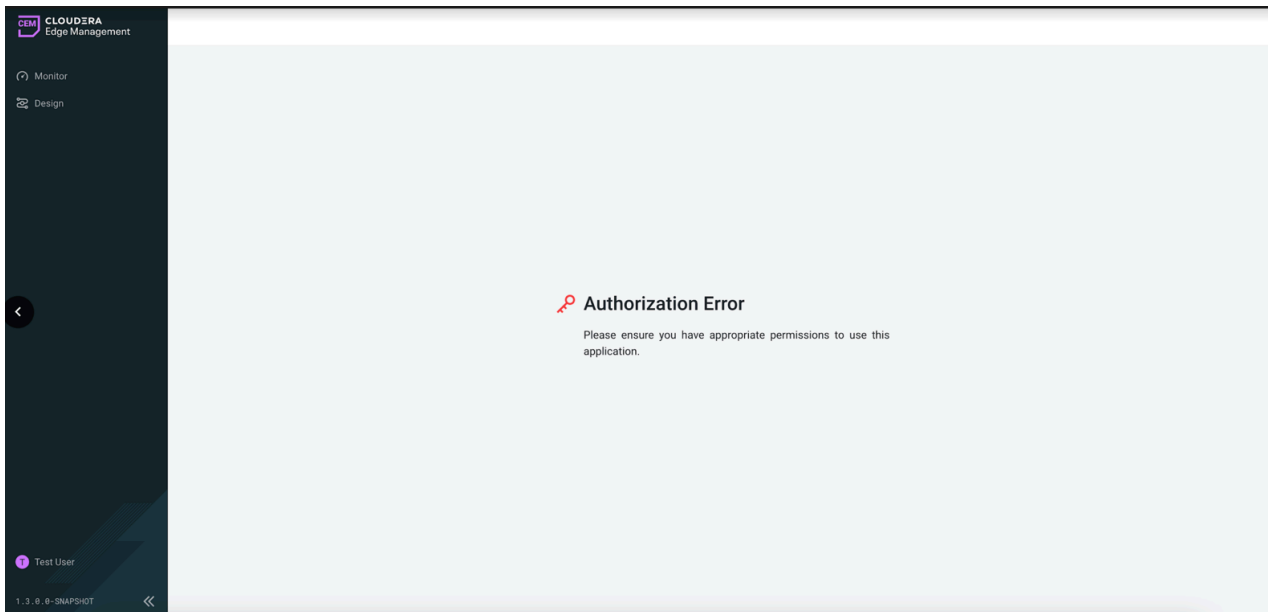 CEM
CLOUDERA
Edge Management
Monitor
Design
Authorization Error
Please ensure you have appropriate permissions to use this
application.
T
Test User
1.3.0.0-SNAPSHOT